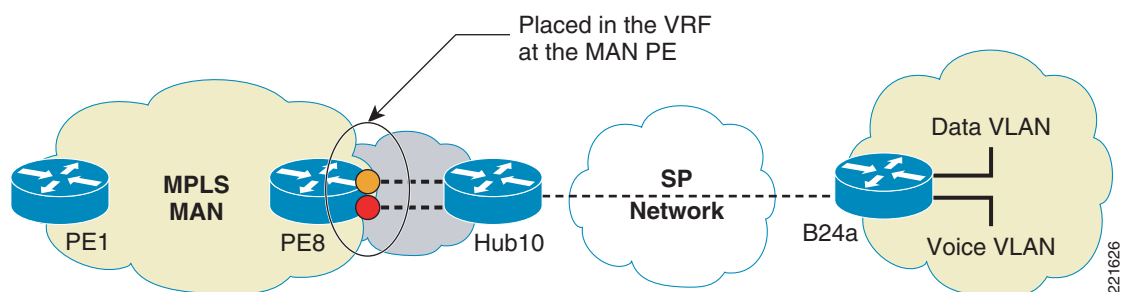 Placed in the VRF
at the MAN PE
Data VLAN
MPLS
MAN
SP
Network
PE1
PE8
Hub10
B24a
Voice VLAN
221626